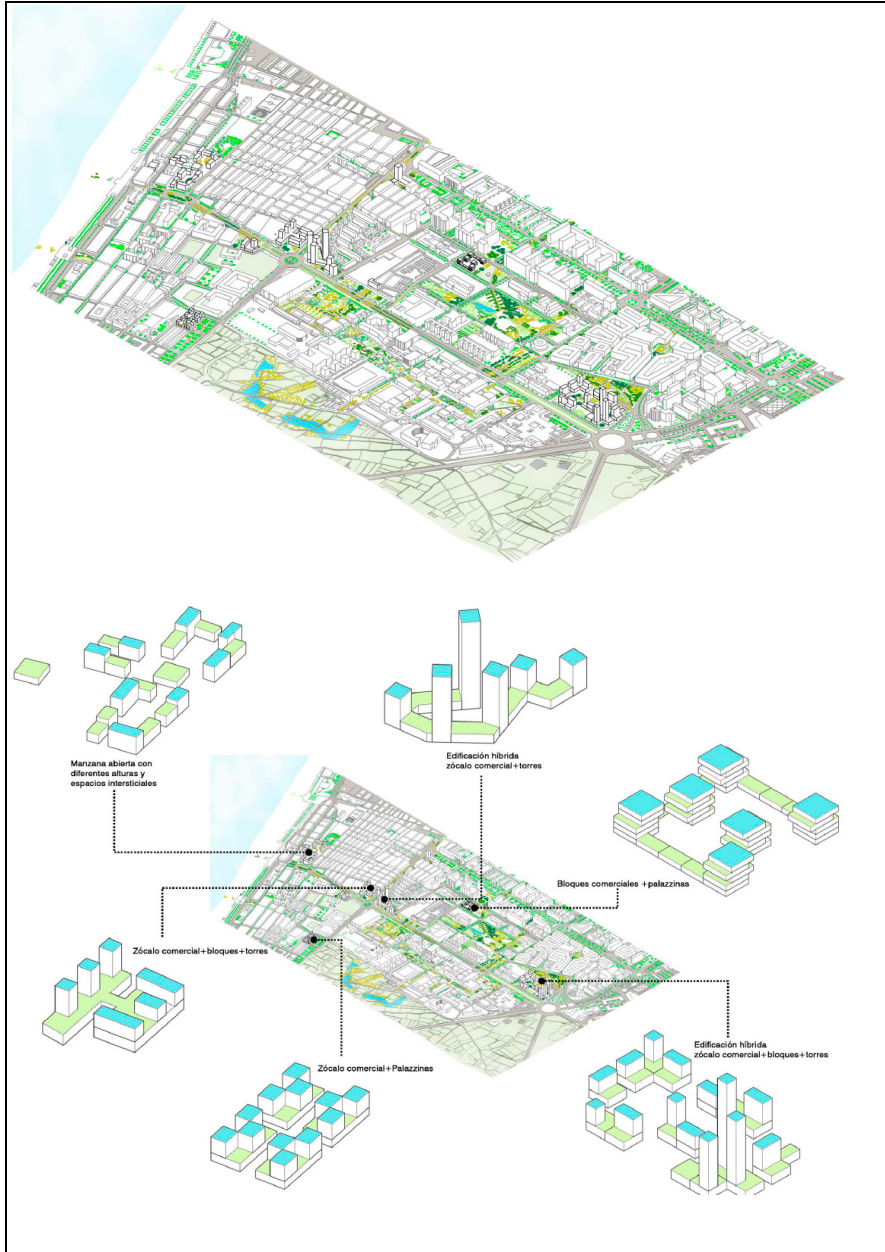 Manzana abierta con
diferentes alturas y
espacios intersticiales
Edificación híbrida
zócalo comercial+torres
Bloques comerciales +palazzinas
Zócalo comercial+bloques+torres
Zócalo comercial+Palazzinas
Edificación híbrida
zócalo comercial+bloques+torres